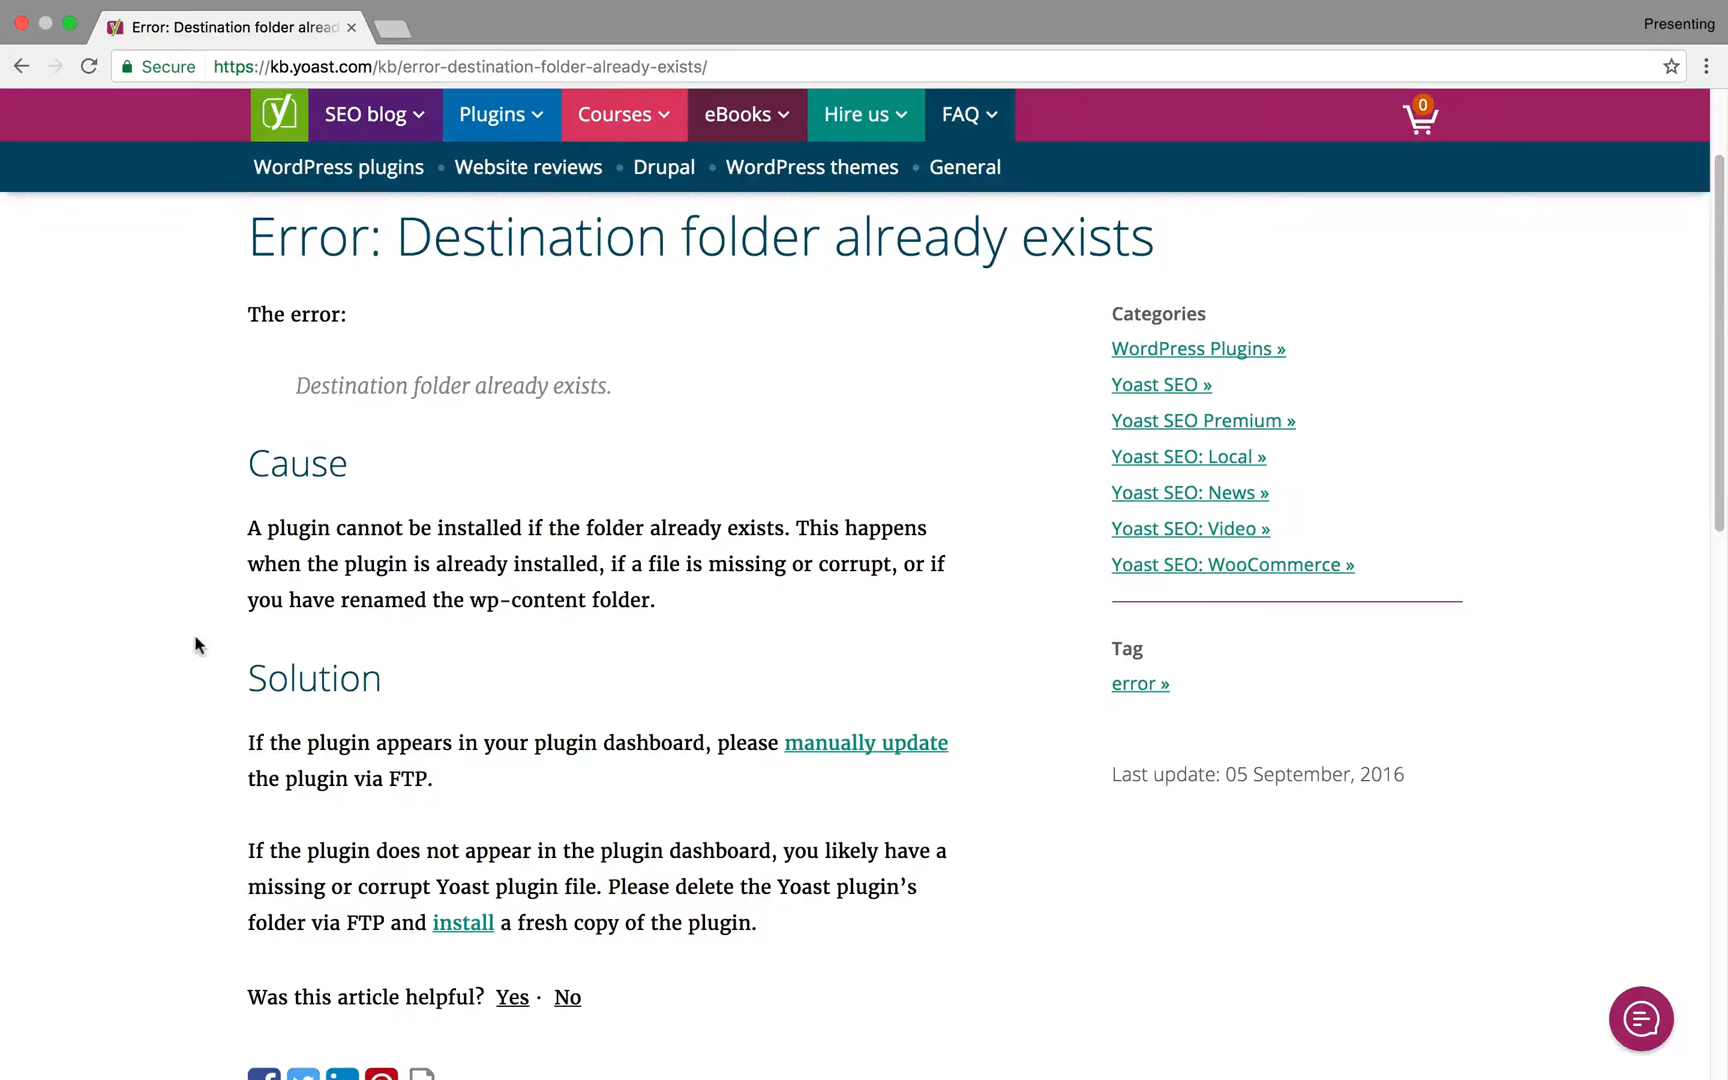 Error: Destination folder alread
Presenting
Secure https://kb.yoast.com/kb/error-destination-folder-already-exists/
y SEO blog Plugins Courses eBooks Hire us FAQ 0
WordPress plugins • Website reviews • Drupal • WordPress themes • General
Error: Destination folder already exists
The error:
Destination folder already exists.
Cause
A plugin cannot be installed if the folder already exists. This happens
when the plugin is already installed, if a file is missing or corrupt, or if
you have renamed the wp-content folder.
Solution
If the plugin appears in your plugin dashboard, please manually update
the plugin via FTP.
If the plugin does not appear in the plugin dashboard, you likely have a
missing or corrupt Yoast plugin file. Please delete the Yoast plugin’s
folder via FTP and install a fresh copy of the plugin.
Was this article helpful? Yes · No
Categories
WordPress Plugins »
Yoast SEO »
Yoast SEO Premium »
Yoast SEO: Local »
Yoast SEO: News »
Yoast SEO: Video »
Yoast SEO: WooCommerce »
Tag
error »
Last update: 05 September, 2016